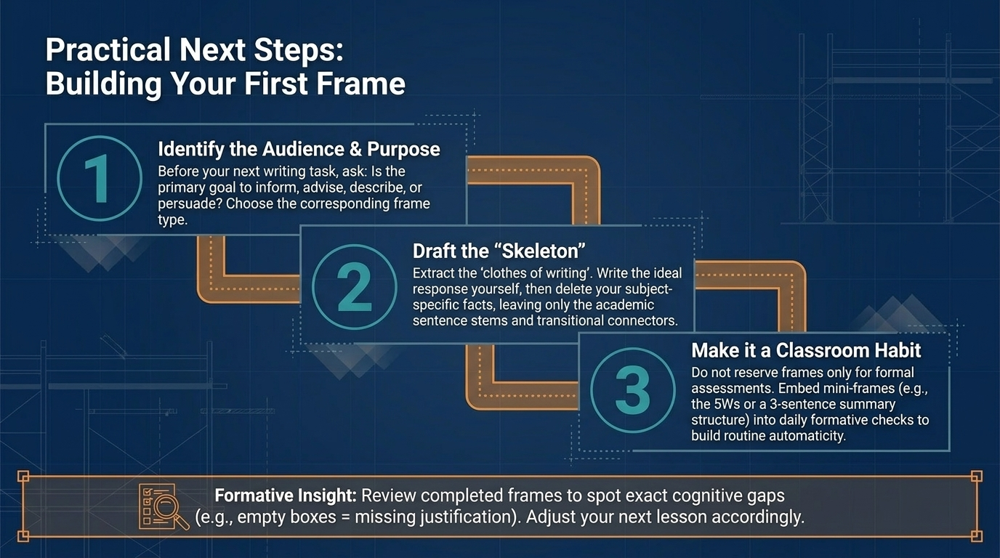 Practical Next Steps:
Building Your First Frame
1
Identify the Audience & Purpose
Before your next writing task, ask: Is the
primary goal to inform, advise, describe, or
persuade? Choose the corresponding frame
type.
2
Draft the “Skeleton”
Extract the ‘clothes of writing’. Write the ideal
response yourself, then delete your subject-
specific facts, leaving only the academic
sentence stems and transitional connectors.
3
Make it a Classroom Habit
Do not reserve frames only for formal
assessments. Embed mini-frames (e.g.,
the 5Ws or a 3-sentence summary
structure) into daily formative checks to
build routine automaticity.
Formative Insight: Review completed frames to spot exact cognitive gaps
(e.g., empty boxes = missing justification). Adjust your next lesson accordingly.